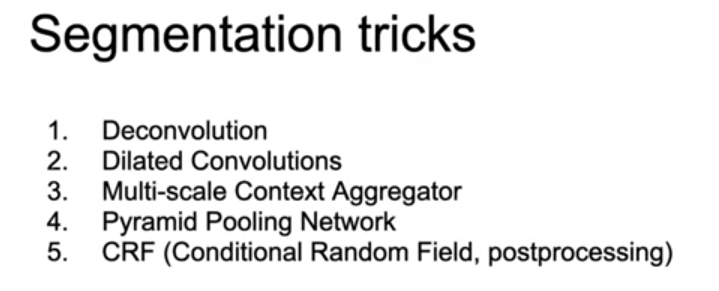 Segmentation tricks
1. Deconvolution
2. Dilated Convolutions
3. Multi-scale Context Aggregator
4. Pyramid Pooling Network
5. CRF (Conditional Random Field, postprocessing)